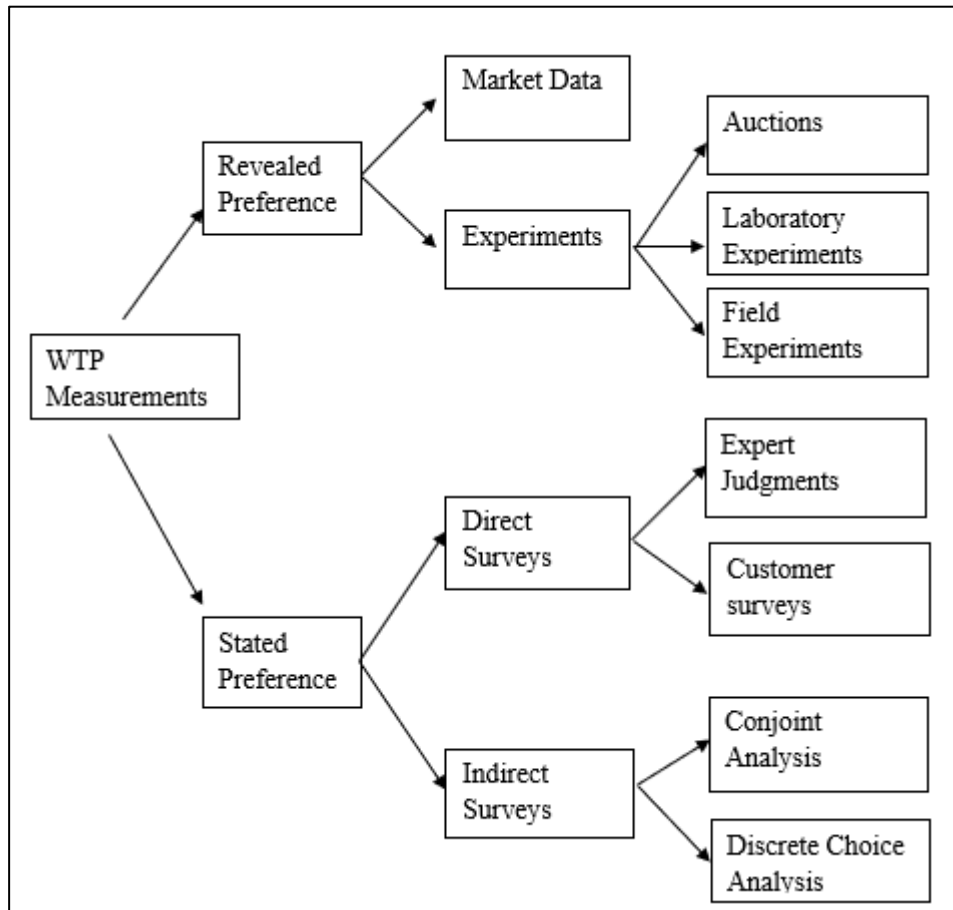 Market Data
Auctions
Revealed
Preference
Experiments
Laboratory
Experiments
Field
Experiments
WTP
Measurements
Expert
Judgments
Direct
Surveys
Customer
surveys
Stated
Preference
Conjoint
Analysis
Indirect
Surveys
Discrete Choice
Analysis